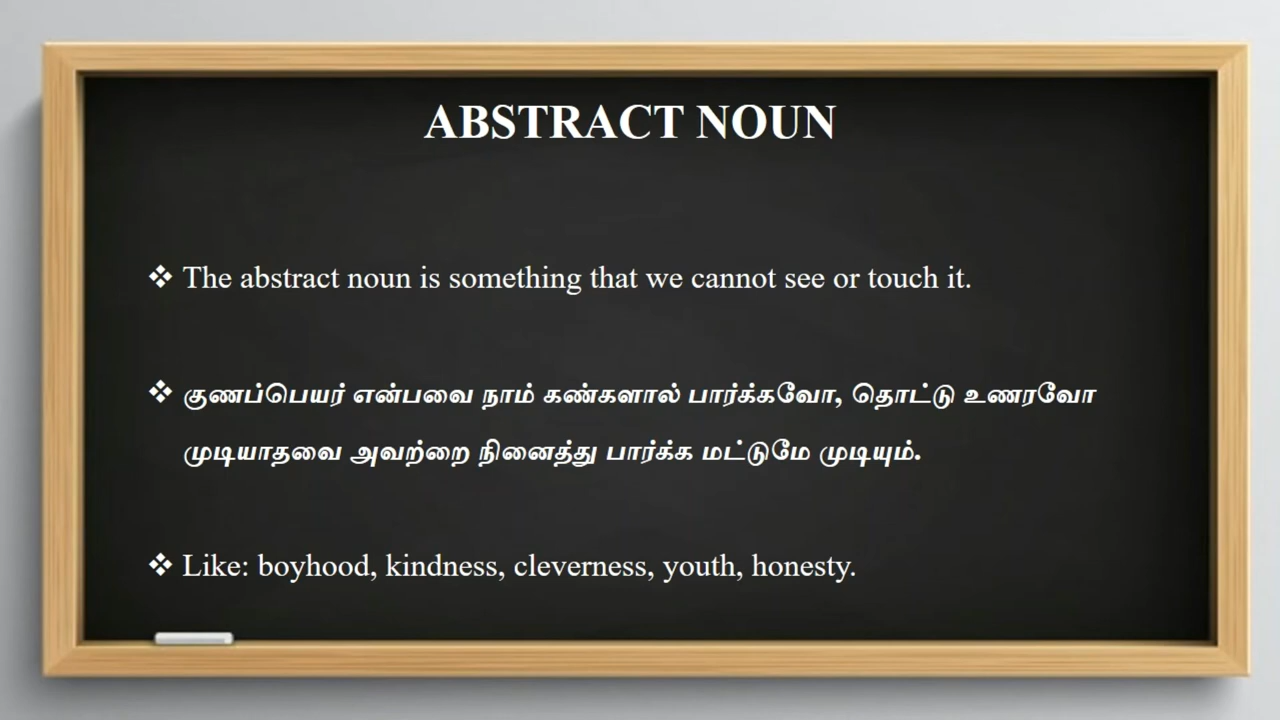 ABSTRACT NOUN
❖ The abstract noun is something that we cannot see or touch it.
❖ குணப்பெயர் என்பவை நாம் கண்களால் பார்க்கவோ, தொட்டு உணரவோ
முடியாதவை அவற்றை நினைத்து பார்க்க மட்டுமே முடியும்.
❖ Like: boyhood, kindness, cleverness, youth, honesty.